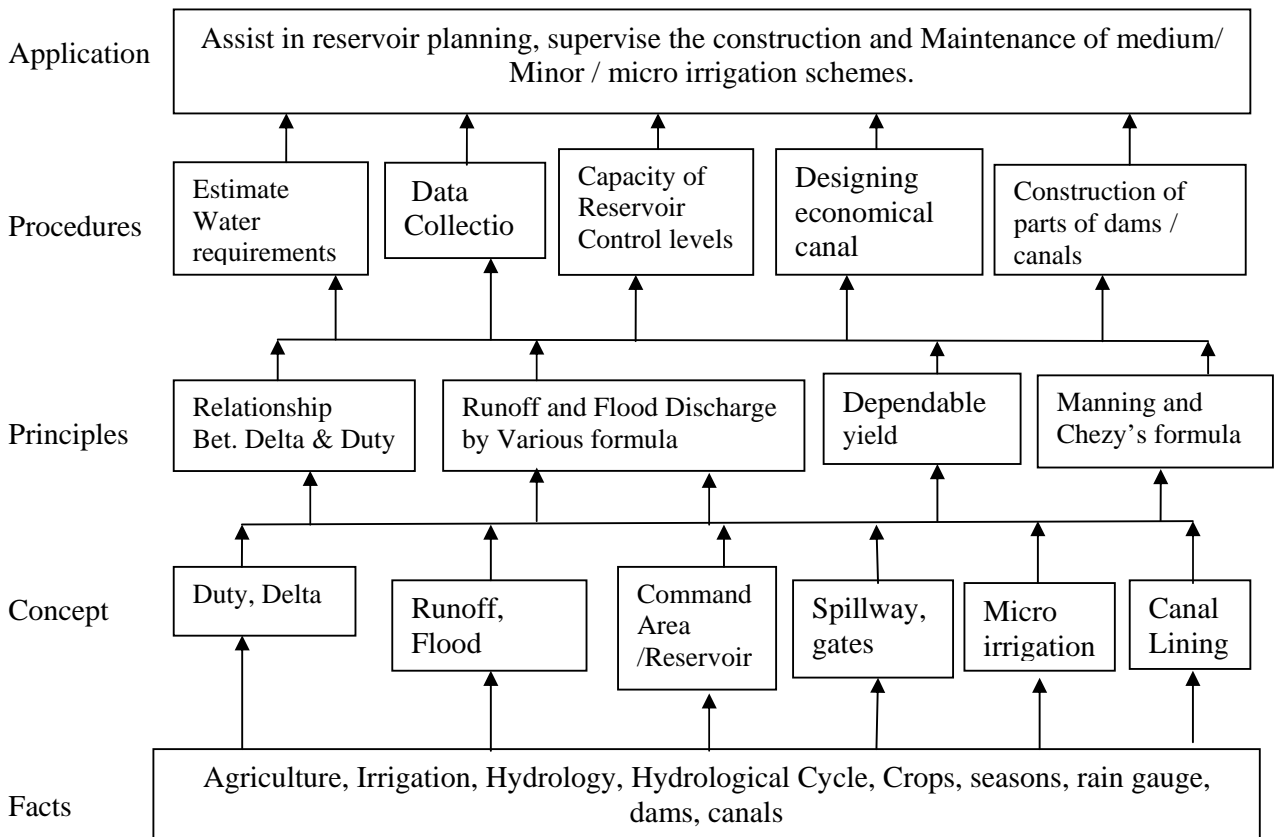 Application
Assist in reservoir planning, supervise the construction and Maintenance of medium/
Minor / micro irrigation schemes.
Procedures
Estimate
Water
requirements
Data
Collectio
Capacity of
Reservoir
Control levels
Designing
economical
canal
Construction of
parts of dams /
canals
Principles
Relationship
Bet. Delta & Duty
Runoff and Flood Discharge
by Various formula
Dependable
yield
Manning and
Chezy’s formula
Concept
Duty, Delta
Runoff,
Flood
Command
Area
/Reservoir
Spillway,
gates
Micro
irrigation
Canal
Lining
Facts
Agriculture, Irrigation, Hydrology, Hydrological Cycle, Crops, seasons, rain gauge,
dams, canals